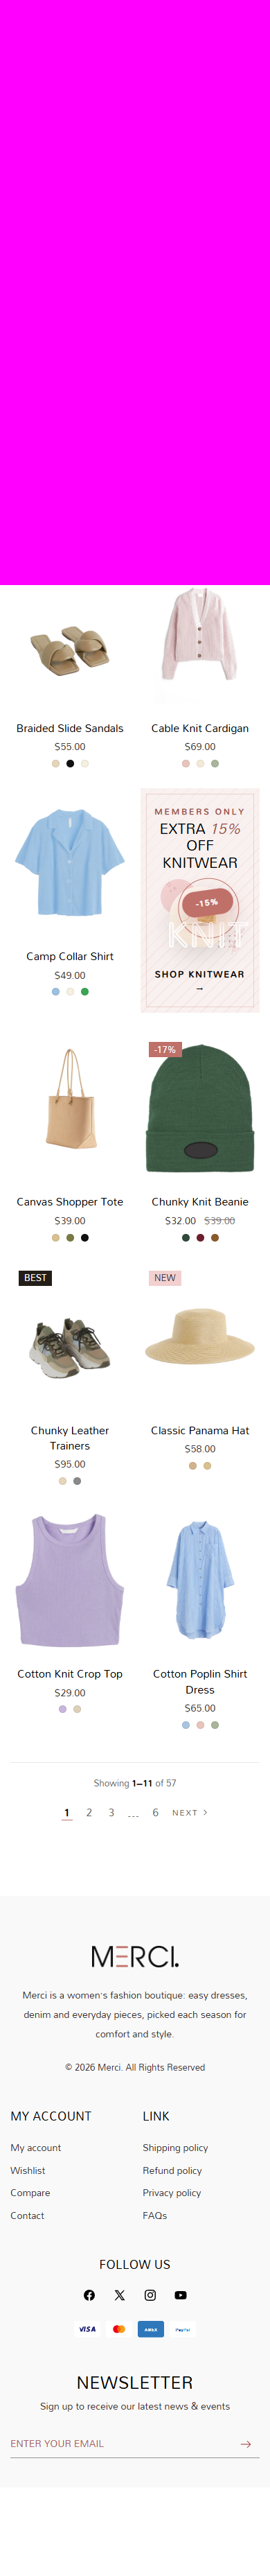 Braided Slide Sandals
$55.00
Cable Knit Cardigan
$69.00
Camp Collar Shirt
$49.00
MEMBERS ONLY
EXTRA 15%
OFF
KNITWEAR
-15%
KNIT
SHOP KNITWEAR
→
Canvas Shopper Tote
$39.00
-17%
Chunky Knit Beanie
$32.00 $39.00
BEST
Chunky Leather
Trainers
$95.00
NEW
Classic Panama Hat
$58.00
Cotton Knit Crop Top
$29.00
Cotton Poplin Shirt
Dress
$65.00
Showing 1–11 of 57
1 2 3 ... 6 NEXT
MERCI.
Merci is a women's fashion boutique: easy dresses,
denim and everyday pieces, picked each season for
comfort and style.
© 2026 Merci. All Rights Reserved
MY ACCOUNT
My account
Wishlist
Compare
Contact
LINK
Shipping policy
Refund policy
Privacy policy
FAQs
FOLLOW US
VISA
AMEX
PayPal
NEWSLETTER
Sign up to receive our latest news & events
ENTER YOUR EMAIL